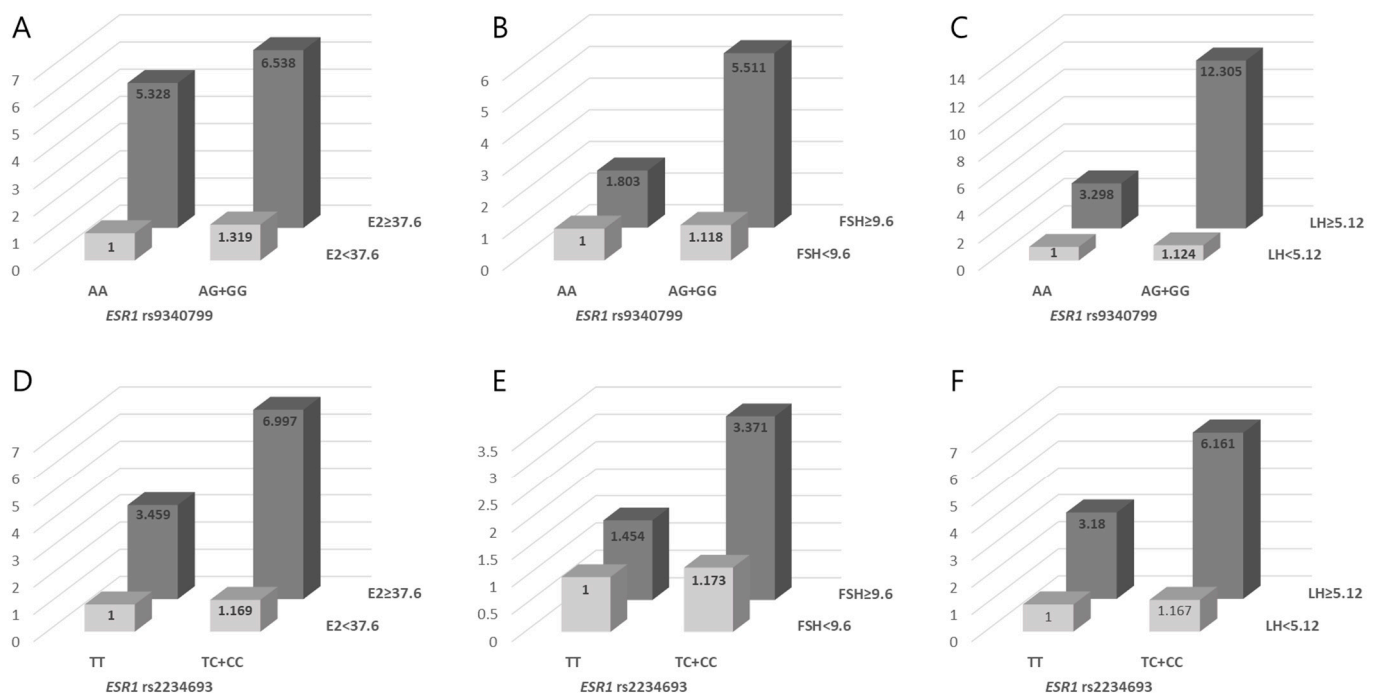 A
7
6
5
4
3
2
1
0
5.328
6.538
1
1.319
E2≥37.6
E2<37.6
AA
AG+GG
ESR1 rs9340799
B
6
5
4
3
2
1
0
1.803
5.511
1
1.118
FSH≥9.6
FSH<9.6
AA
AG+GG
ESR1 rs9340799
C
14
12
10
8
6
4
2
0
3.298
12.305
1
1.124
LH≥5.12
LH<5.12
AA
AG+GG
ESR1 rs9340799
D
7
6
5
4
3
2
1
0
3.459
6.997
1
1.169
E2≥37.6
E2<37.6
TT
TC+CC
ESR1 rs2234693
E
3.5
3
2.5
2
1.5
1
0.5
0
1.454
3.371
1
1.173
FSH≥9.6
FSH<9.6
TT
TC+CC
ESR1 rs2234693
F
7
6
5
4
3
2
1
0
3.18
6.161
1
1.167
LH≥5.12
LH<5.12
TT
TC+CC
ESR1 rs2234693